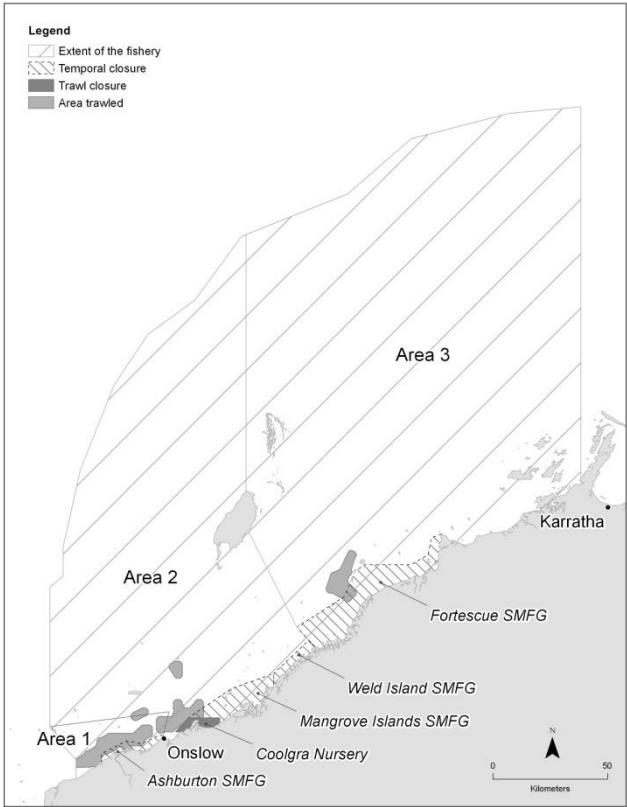 Legend
Extent of the fishery
Temporal closure
Trawl closure
Area trawled
Area 3
Karratha
Area 2
Fortescue SMFG
Weld Island SMFG
Mangrove Islands SMFG
Area 1
Onslow
Coolgra Nursery
Ashburton SMFG
N
0 50
Kilometers